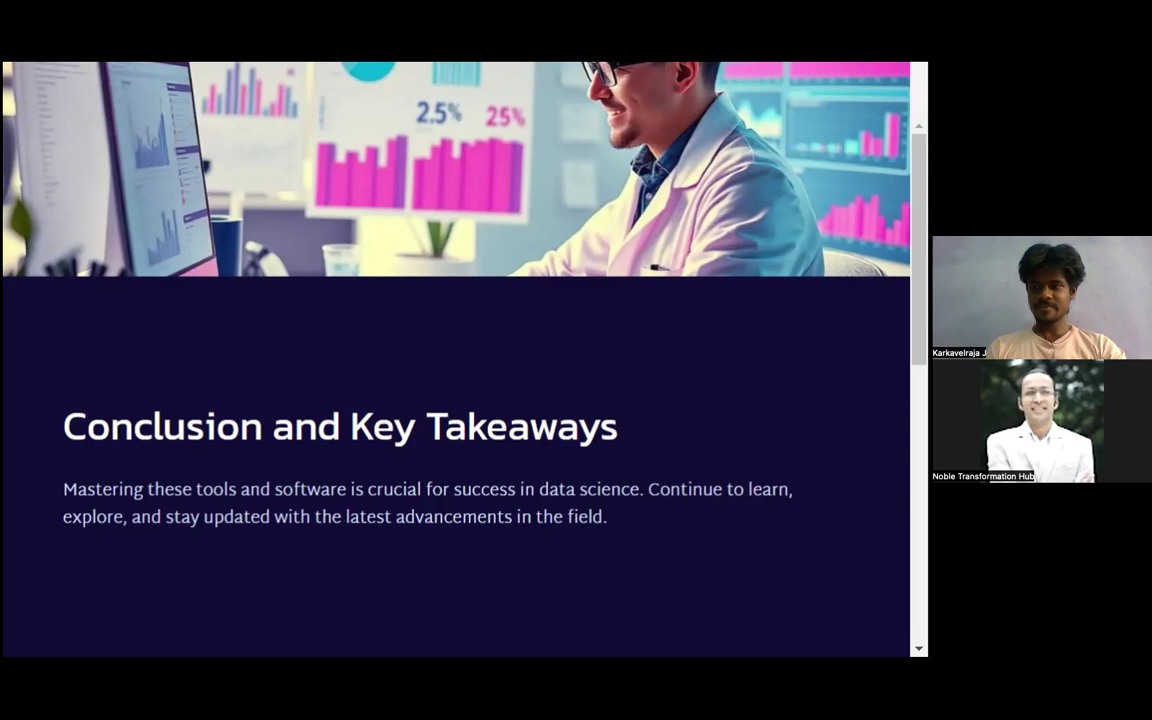 2.5%
25%
Conclusion and Key Takeaways
Mastering these tools and software is crucial for success in data science. Continue to learn,
explore, and stay updated with the latest advancements in the field.
Karkavelraja J
Noble Transformation Hub